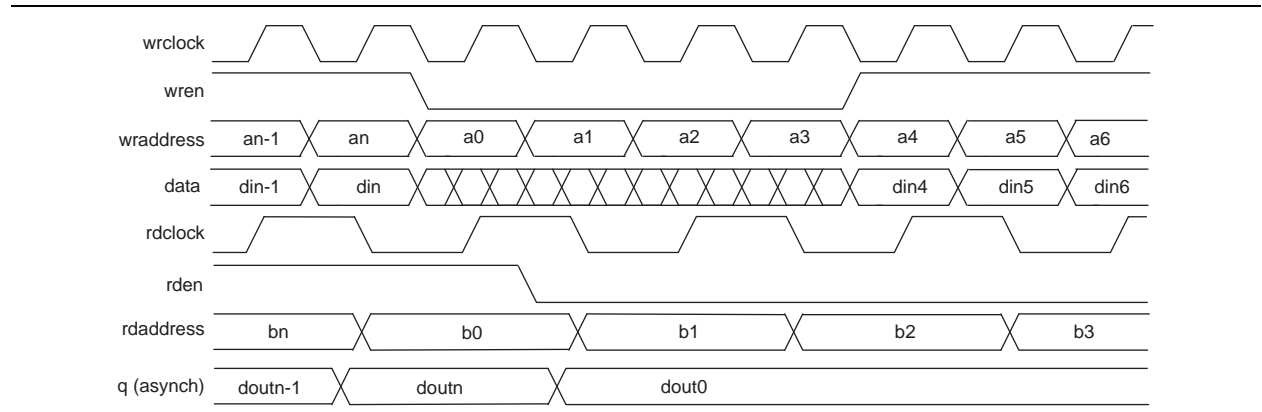 wrclock
wren
wraddress an-1 an a0 a1 a2 a3 a4 a5 a6
data din-1 din din4 din5 din6
rdclock
rden
rdaddress bn b0 b1 b2 b3
q (asynch) doutn-1 doutn dout0